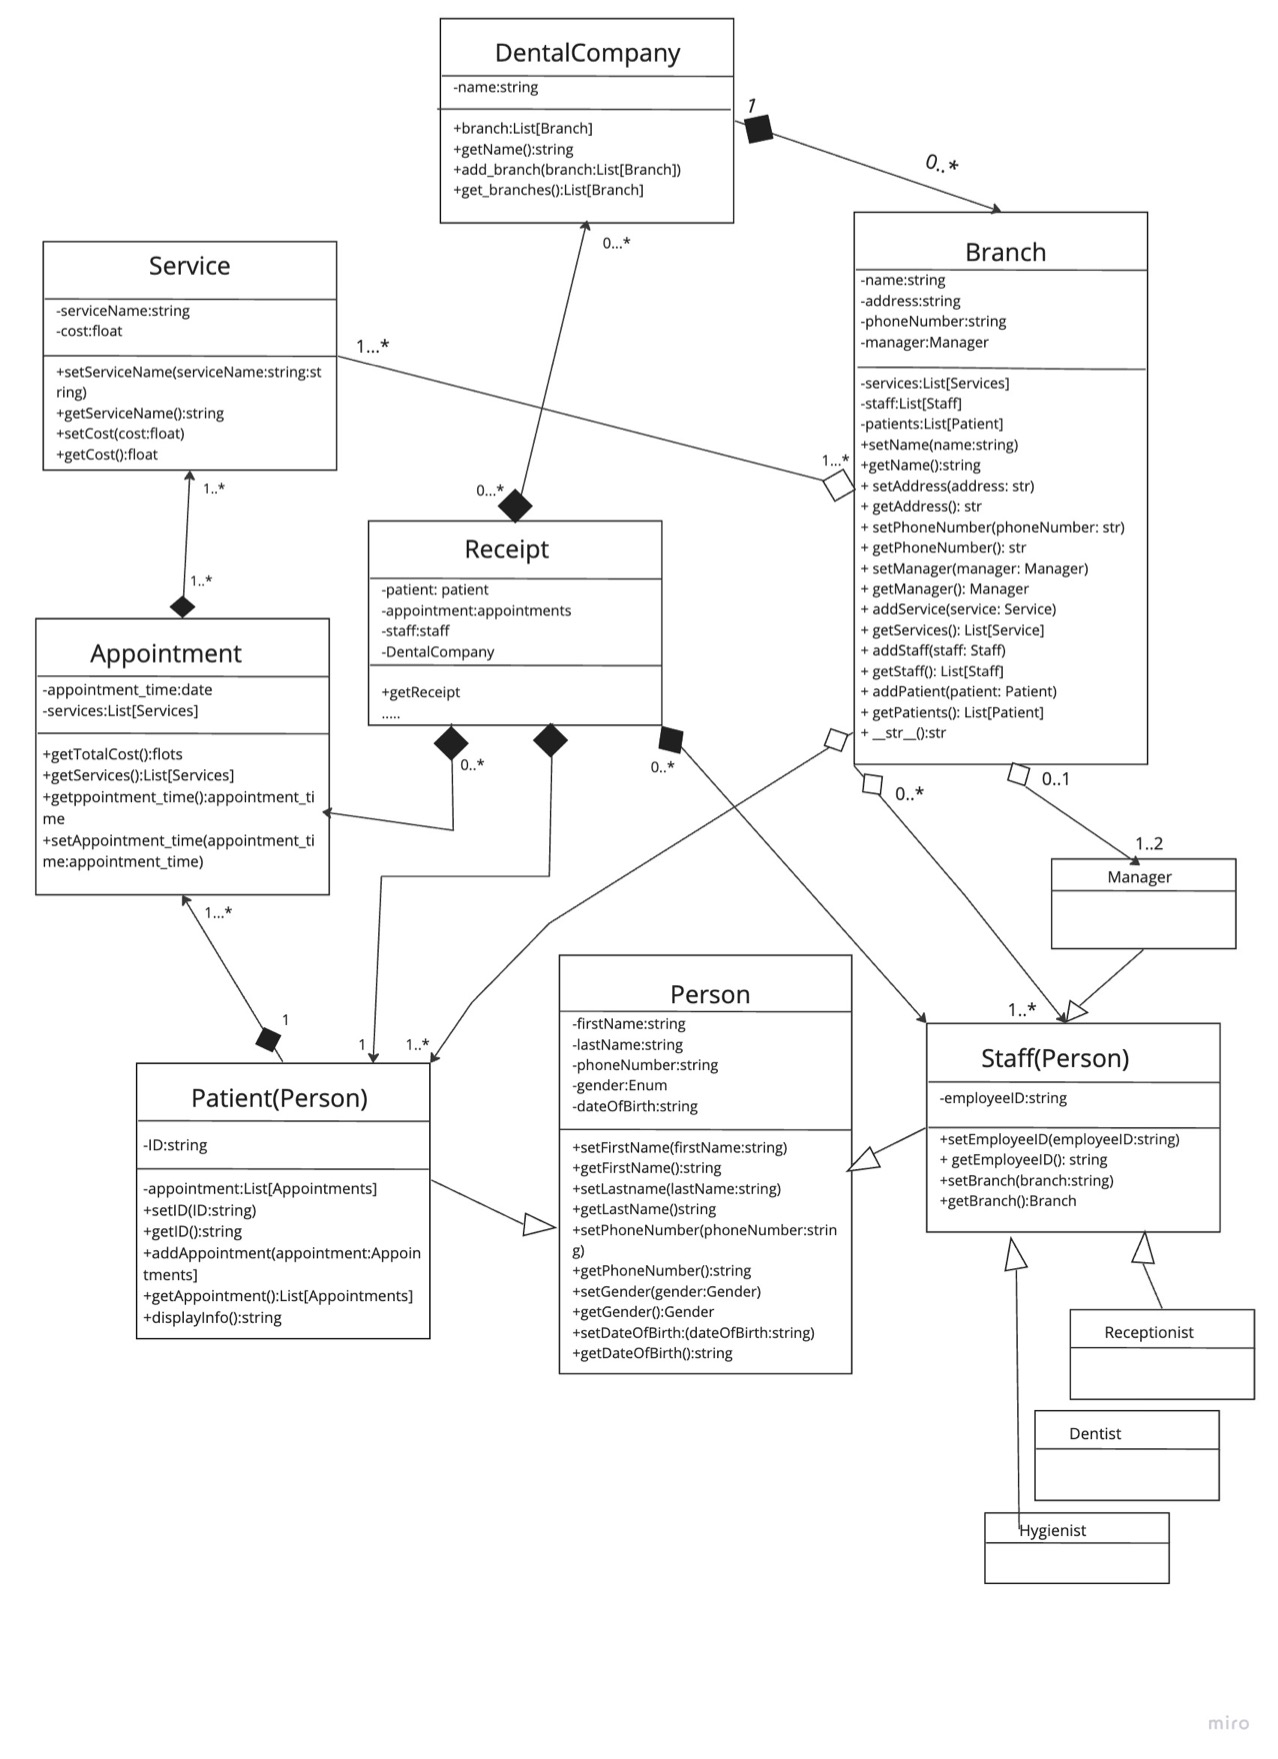 DentalCompany
-name:string
+branch:List[Branch]
+getName():string
+add_branch(branch:List[Branch])
+get_branches():List[Branch]
1
0..*
0...*
Service
-serviceName:string
-cost:float
+setServiceName(serviceName:string:st
ring)
+getServiceName():string
+setCost(cost:float)
+getCost():float
1...*
1...*
Branch
-name:string
-address:string
-phoneNumber:string
-manager:Manager
-services:List[Services]
-staff:List[Staff]
-patients:List[Patient]
+setName(name:string)
+getName():string
+ setAddress(address: str)
+ getAddress(): str
+ setPhoneNumber(phoneNumber: str)
+ getPhoneNumber(): str
+ setManager(manager: Manager)
+ getManager(): Manager
+ addService(service: Service)
+ getServices(): List[Service]
+ addStaff(staff: Staff)
+ getStaff(): List[Staff]
+ addPatient(patient: Patient)
+ getPatients(): List[Patient]
+ __str__():str
1..*
1..*
0...*
Receipt
-patient: patient
-appointment:appointments
-staff:staff
-DentalCompany
+getReceipt
.....
0..*
0..*
Appointment
-appointment_time:date
-services:List[Services]
+getTotalCost():flots
+getServices():List[Services]
+getppointment_time():appointment_ti
me
+setAppointment_time(appointment_ti
me:appointment_time)
1...*
1
0..*
0..1
1..2
Manager
1
1..*
1..*
Patient(Person)
-ID:string
-appointment:List[Appointments]
+setID(ID:string)
+getID():string
+addAppointment(appointment:Appoin
tments]
+getAppointment():List[Appointments]
+displayInfo():string
Person
-firstName:string
-lastName:string
-phoneNumber:string
-gender:Enum
-dateOfBirth:string
+setFirstName(firstName:string)
+getFirstName():string
+setLastname(lastName:string)
+getLastName()string
+setPhoneNumber(phoneNumber:strin
g)
+getPhoneNumber():string
+setGender(gender:Gender)
+getGender():Gender
+setDateOfBirth:(dateOfBirth:string)
+getDateOfBirth():string
Staff(Person)
-employeeID:string
+setEmployeeID(employeeID:string)
+ getEmployeeID(): string
+setBranch(branch:string)
+getBranch():Branch
Receptionist
Dentist
Hygienist
miro